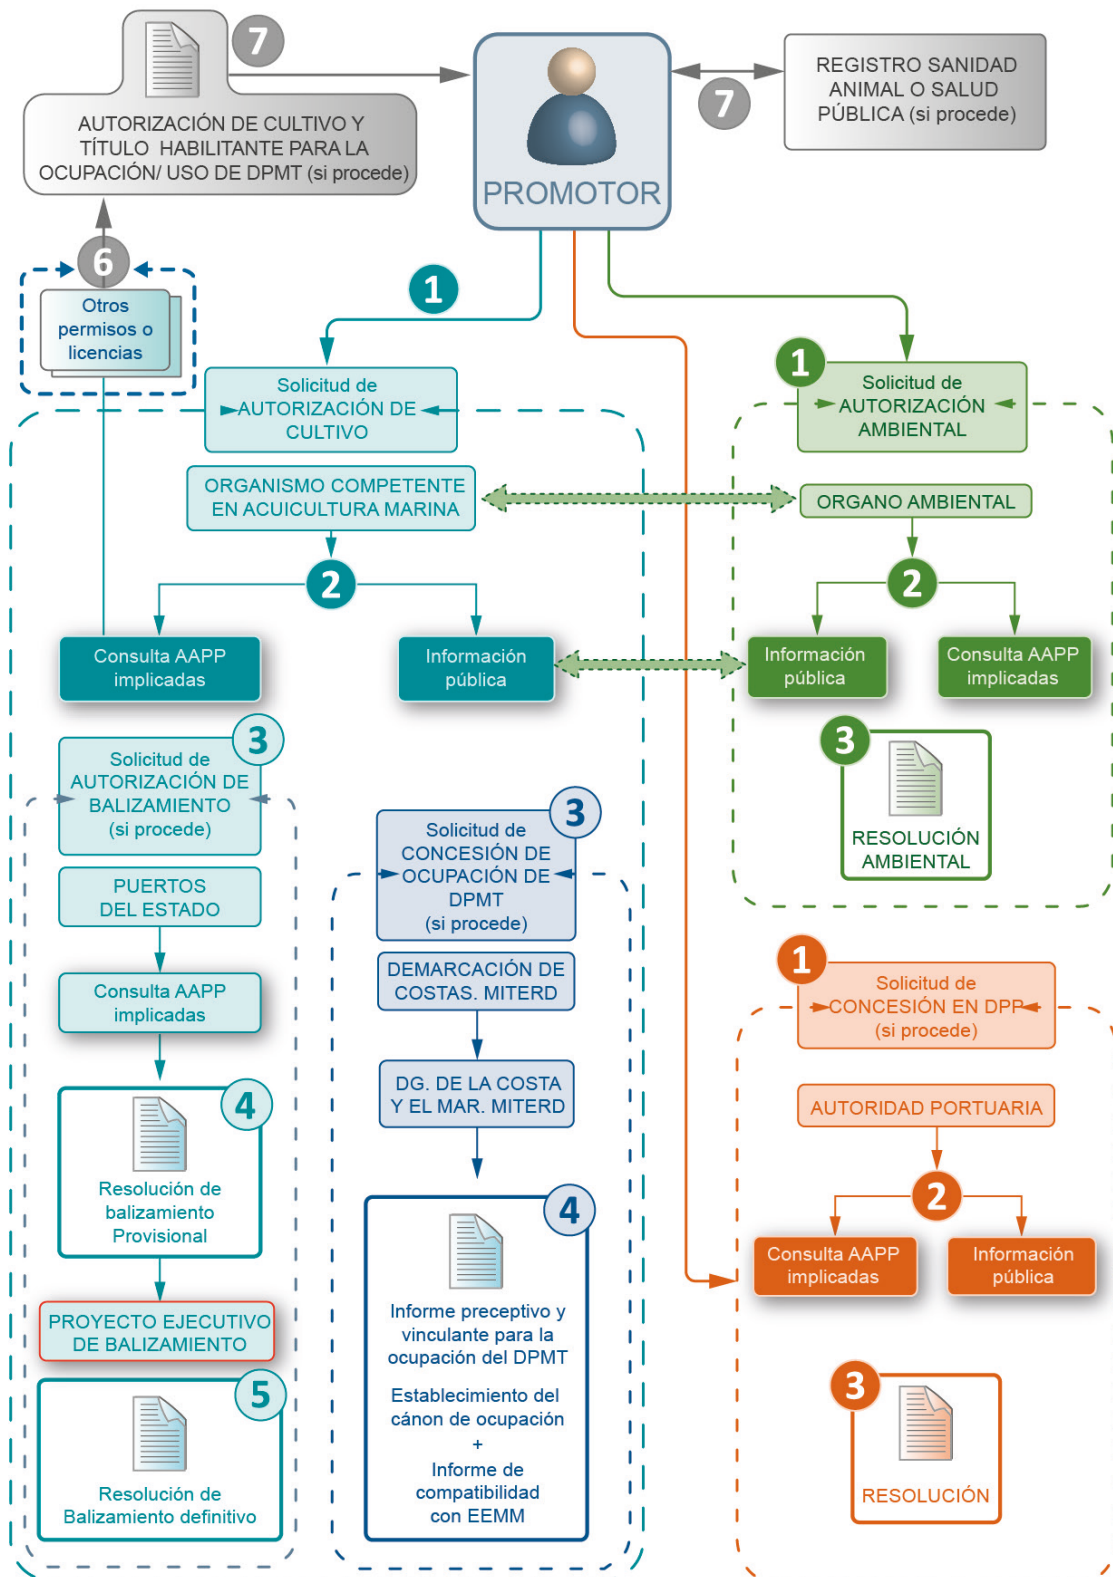 7
AUTORIZACIÓN DE CULTIVO Y
TÍTULO HABILITANTE PARA LA
OCUPACIÓN/ USO DE DPMT (si procede)
PROMOTOR
7
REGISTRO SANIDAD
ANIMAL O SALUD
PÚBLICA (si procede)
6
Otros
permisos o
licencias
1
Solicitud de
AUTORIZACIÓN DE
CULTIVO
ORGANISMO COMPETENTE
EN ACUICULTURA MARINA
2
Consulta AAPP
implicadas
Información
pública
1
Solicitud de
AUTORIZACIÓN
AMBIENTAL
ORGANO AMBIENTAL
2
Información
pública
Consulta AAPP
implicadas
3
RESOLUCIÓN
AMBIENTAL
3
Solicitud de
AUTORIZACIÓN DE
BALIZAMIENTO
(si procede)
PUERTOS
DEL ESTADO
Consulta AAPP
implicadas
4
Resolución de
balizamiento
Provisional
PROYECTO EJECUTIVO
DE BALIZAMIENTO
5
Resolución de
Balizamiento definitivo
3
Solicitud de
CONCESIÓN DE
OCUPACIÓN DE
DPMT
(si procede)
DEMARCACIÓN DE
COSTAS. MITERD
DG. DE LA COSTA
Y EL MAR. MITERD
4
Informe preceptivo y
vinculante para la
ocupación del DPMT
Establecimiento del
cánon de ocupación
+
Informe de
compatibilidad
con EEMM
1
Solicitud de
CONCESIÓN EN DPP
(si procede)
AUTORIDAD PORTUARIA
2
Consulta AAPP
implicadas
Información
pública
3
RESOLUCIÓN